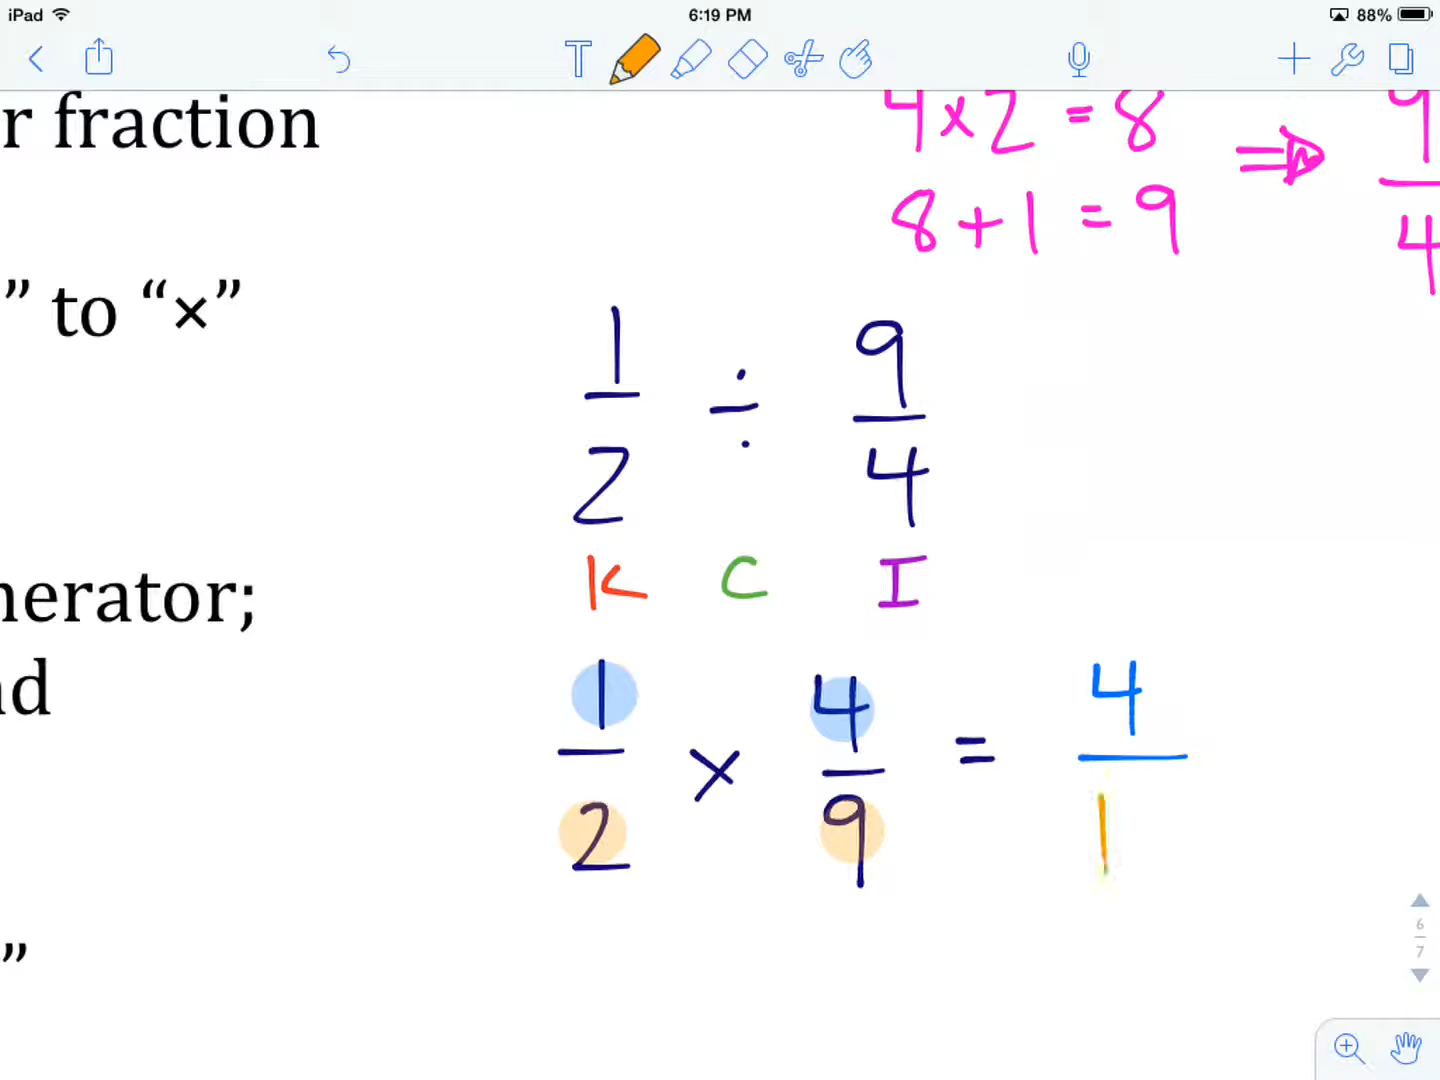 iPad 6:19 PM 88%
T
r fraction
4×2 = 8 ⇒ 9/4
8+1 = 9
” to “×”
1/2 ÷ 9/4
K C I
nerator;
nd
1/2 × 4/9 = 4/1
6/7
”